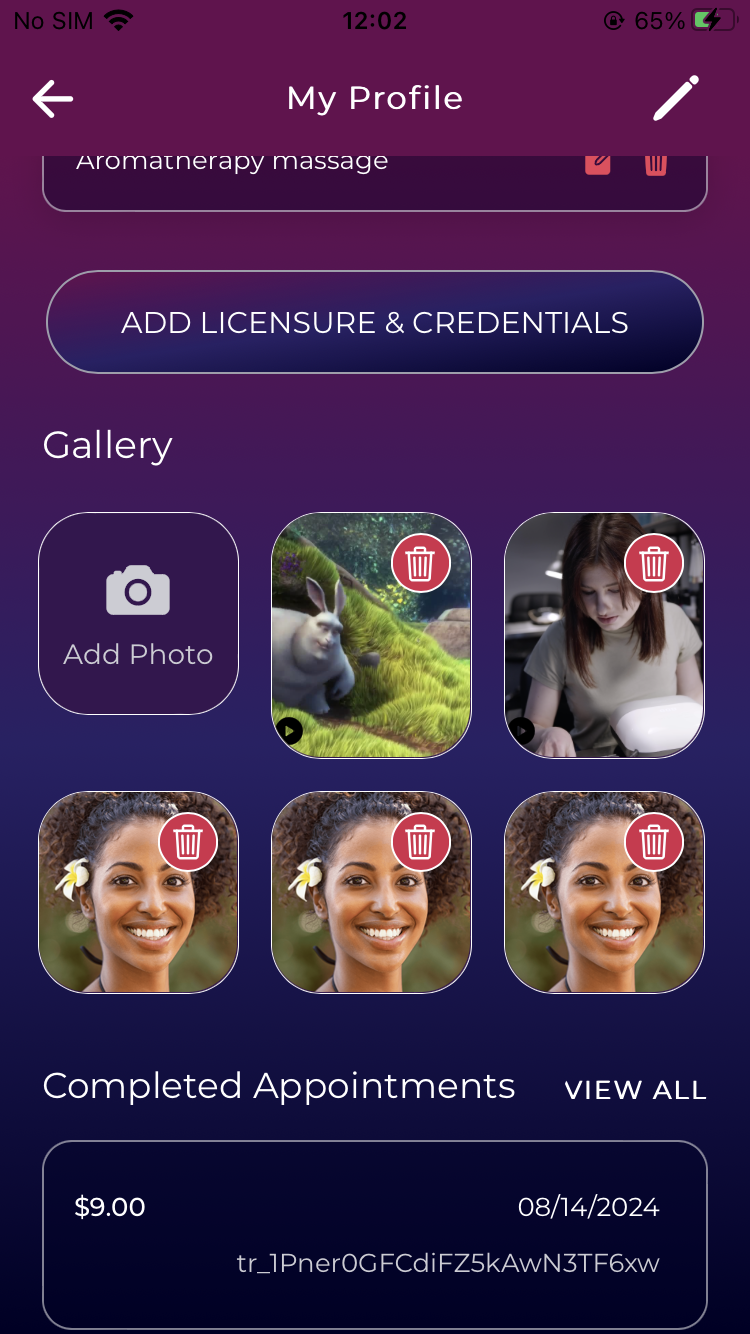 No SIM 12:02 65%
My Profile
Aromatherapy massage
ADD LICENSURE & CREDENTIALS
Gallery
Add Photo
Completed Appointments VIEW ALL
$9.00 08/14/2024
tr_1Pner0GFCdiFZ5kAwN3TF6xw